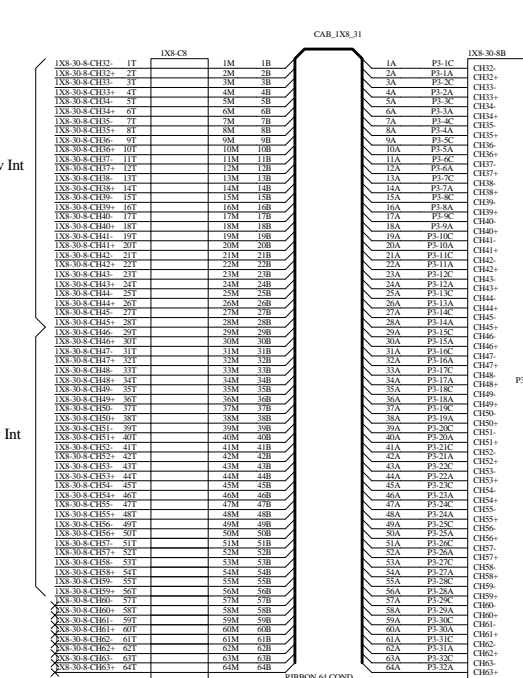 CAB_1X8_31
1X8-C8 1X8-30-8B
1X8-30-8-CH32- 1T 1M 1B 1A P3-1C CH32-
1X8-30-8-CH32+ 2T 2M 2B 2A P3-1A CH32+
1X8-30-8-CH33- 3T 3M 3B 3A P3-2C CH33-
1X8-30-8-CH33+ 4T 4M 4B 4A P3-2A CH33+
1X8-30-8-CH34- 5T 5M 5B 5A P3-3C CH34-
1X8-30-8-CH34+ 6T 6M 6B 6A P3-3A CH34+
1X8-30-8-CH35- 7T 7M 7B 7A P3-4C CH35-
1X8-30-8-CH35+ 8T 8M 8B 8A P3-4A CH35+
1X8-30-8-CH36- 9T 9M 9B 9A P3-5C CH36-
1X8-30-8-CH36+ 10T 10M 10B 10A P3-5A CH36+
1X8-30-8-CH37- 11T 11M 11B 11A P3-6C CH37-
Int
1X8-30-8-CH37+ 12T 12M 12B 12A P3-6A CH37+
1X8-30-8-CH38- 13T 13M 13B 13A P3-7C CH38-
1X8-30-8-CH38+ 14T 14M 14B 14A P3-7A CH38+
1X8-30-8-CH39- 15T 15M 15B 15A P3-8C CH39-
1X8-30-8-CH39+ 16T 16M 16B 16A P3-8A CH39+
1X8-30-8-CH40- 17T 17M 17B 17A P3-9C CH40-
1X8-30-8-CH40+ 18T 18M 18B 18A P3-9A CH40+
1X8-30-8-CH41- 19T 19M 19B 19A P3-10C CH41-
1X8-30-8-CH41+ 20T 20M 20B 20A P3-10A CH41+
1X8-30-8-CH42- 21T 21M 21B 21A P3-11C CH42-
1X8-30-8-CH42+ 22T 22M 22B 22A P3-11A CH42+
1X8-30-8-CH43- 23T 23M 23B 23A P3-12C CH43-
1X8-30-8-CH43+ 24T 24M 24B 24A P3-12A CH43+
1X8-30-8-CH44- 25T 25M 25B 25A P3-13C CH44-
1X8-30-8-CH44+ 26T 26M 26B 26A P3-13A CH44+
1X8-30-8-CH45- 27T 27M 27B 27A P3-14C CH45-
1X8-30-8-CH45+ 28T 28M 28B 28A P3-14A CH45+
1X8-30-8-CH46- 29T 29M 29B 29A P3-15C CH46-
1X8-30-8-CH46+ 30T 30M 30B 30A P3-15A CH46+
1X8-30-8-CH47- 31T 31M 31B 31A P3-16C CH47-
1X8-30-8-CH47+ 32T 32M 32B 32A P3-16A CH47+
1X8-30-8-CH48- 33T 33M 33B 33A P3-17C CH48-
1X8-30-8-CH48+ 34T 34M 34B 34A P3-17A CH48+ P3
1X8-30-8-CH49- 35T 35M 35B 35A P3-18C CH49-
1X8-30-8-CH49+ 36T 36M 36B 36A P3-18A CH49+
1X8-30-8-CH50- 37T 37M 37B 37A P3-19C CH50-
1X8-30-8-CH50+ 38T 38M 38B 38A P3-19A CH50+
1X8-30-8-CH51- 39T 39M 39B 39A P3-20C CH51-
Int
1X8-30-8-CH51+ 40T 40M 40B 40A P3-20A CH51+
1X8-30-8-CH52- 41T 41M 41B 41A P3-21C CH52-
1X8-30-8-CH52+ 42T 42M 42B 42A P3-21A CH52+
1X8-30-8-CH53- 43T 43M 43B 43A P3-22C CH53-
1X8-30-8-CH53+ 44T 44M 44B 44A P3-22A CH53+
1X8-30-8-CH54- 45T 45M 45B 45A P3-23C CH54-
1X8-30-8-CH54+ 46T 46M 46B 46A P3-23A CH54+
1X8-30-8-CH55- 47T 47M 47B 47A P3-24C CH55-
1X8-30-8-CH55+ 48T 48M 48B 48A P3-24A CH55+
1X8-30-8-CH56- 49T 49M 49B 49A P3-25C CH56-
1X8-30-8-CH56+ 50T 50M 50B 50A P3-25A CH56+
1X8-30-8-CH57- 51T 51M 51B 51A P3-26C CH57-
1X8-30-8-CH57+ 52T 52M 52B 52A P3-26A CH57+
1X8-30-8-CH58- 53T 53M 53B 53A P3-27C CH58-
1X8-30-8-CH58+ 54T 54M 54B 54A P3-27A CH58+
1X8-30-8-CH59- 55T 55M 55B 55A P3-28C CH59-
1X8-30-8-CH59+ 56T 56M 56B 56A P3-28A CH59+
1X8-30-8-CH60- 57T 57M 57B 57A P3-29C CH60-
1X8-30-8-CH60+ 58T 58M 58B 58A P3-29A CH60+
1X8-30-8-CH61- 59T 59M 59B 59A P3-30C CH61-
1X8-30-8-CH61+ 60T 60M 60B 60A P3-30A CH61+
1X8-30-8-CH62- 61T 61M 61B 61A P3-31C CH62-
1X8-30-8-CH62+ 62T 62M 62B 62A P3-31A CH62+
1X8-30-8-CH63- 63T 63M 63B 63A P3-32C CH63-
1X8-30-8-CH63+ 64T 64M 64B 64A P3-32A CH63+
RIBBON 64 COND